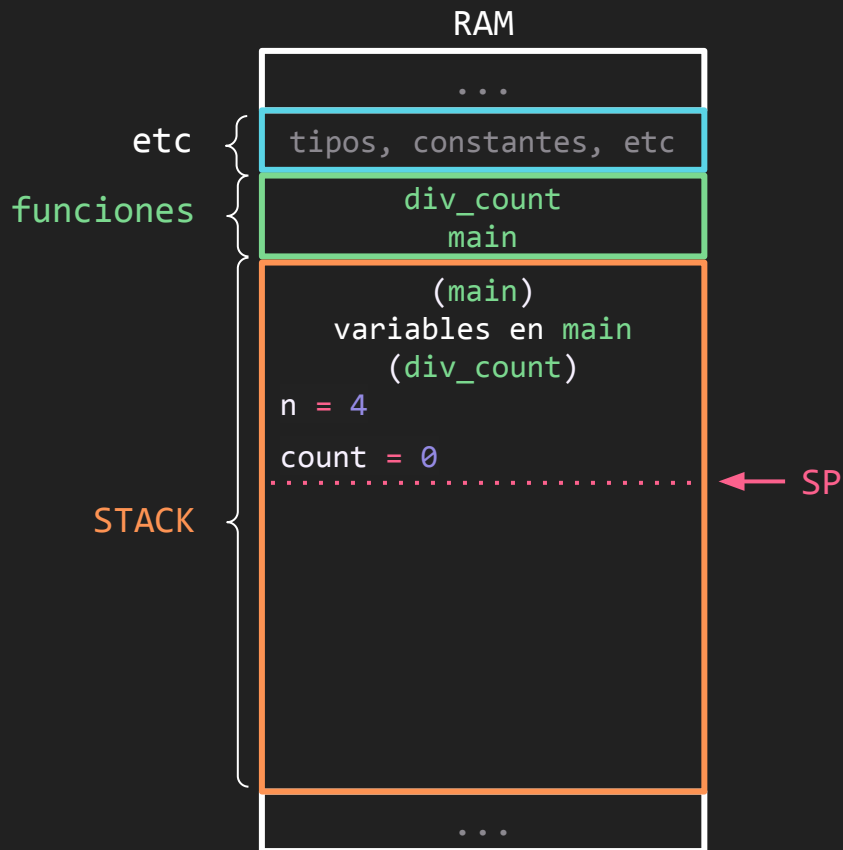 RAM
...
etc
tipos, constantes, etc
funciones
div_count
main
(main)
variables en main
(div_count)
n = 4
count = 0
SP
STACK
...